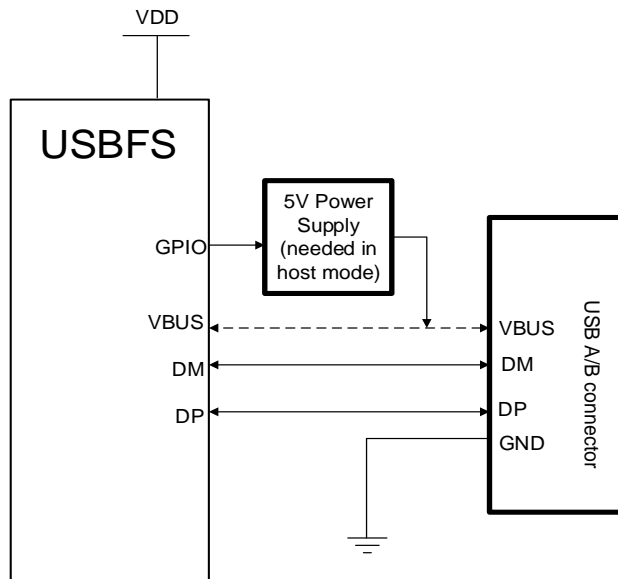 VDD
USBFS
5V Power
Supply
(needed in
host mode)
GPIO
VBUS
VBUS
DM
DM
DP
DP
GND
USB A/B connector